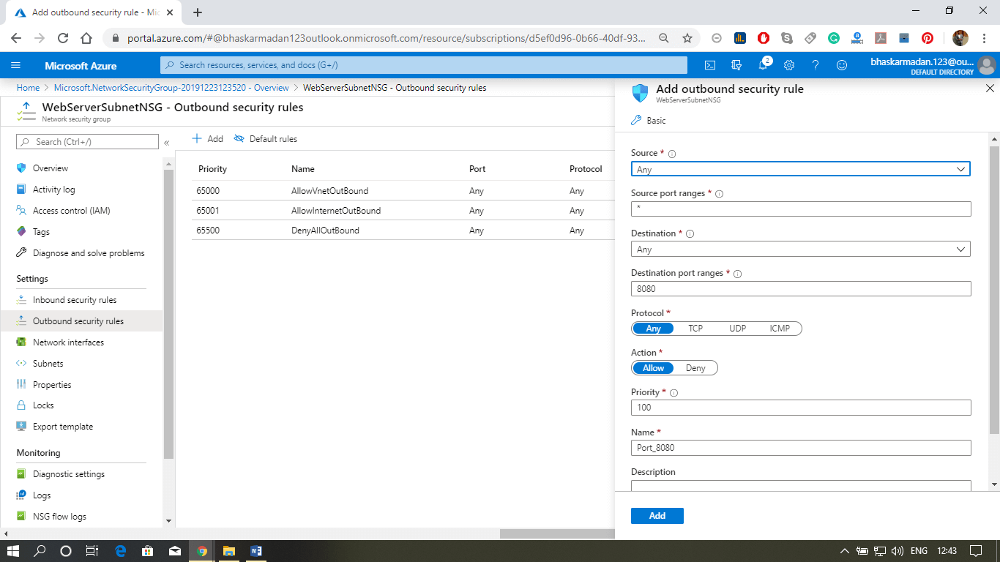 Add outbound security rule - Mic
portal.azure.com/#@bhaskarmadan123outlook.onmicrosoft.com/resource/subscriptions/d5ef0d96-0b66-40df-93...
Microsoft Azure
Search resources, services, and docs (G+/)
2
bhaskarmadan.123@ou...
DEFAULT DIRECTORY
Home > Microsoft.NetworkSecurityGroup-20191223123520 - Overview > WebServerSubnetNSG - Outbound security rules
WebServerSubnetNSG - Outbound security rules
Network security group
Search (Ctrl+/)
«
Overview
Activity log
Access control (IAM)
Tags
Diagnose and solve problems
Settings
Inbound security rules
Outbound security rules
Network interfaces
Subnets
Properties
Locks
Export template
Monitoring
Diagnostic settings
Logs
NSG flow logs
Add Default rules
Priority Name Port Protocol
65000 AllowVnetOutBound Any Any
65001 AllowInternetOutBound Any Any
65500 DenyAllOutBound Any Any
Add outbound security rule
WebServerSubnetNSG
Basic
Source *
Any
Source port ranges *
*
Destination *
Any
Destination port ranges *
8080
Protocol *
Any TCP UDP ICMP
Action *
Allow Deny
Priority *
100
Name *
Port_8080
Description
Add
ENG 12:43